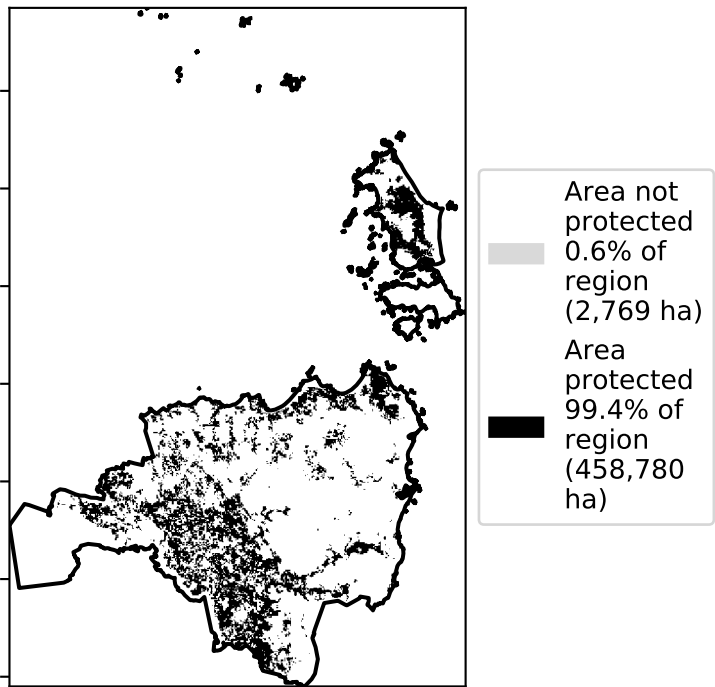 Area not
protected
0.6% of
region
(2,769 ha)
Area
protected
99.4% of
region
(458,780
ha)